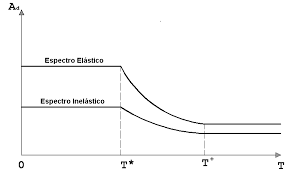 Ad
Espectro Elástico
Espectro Inelástico
0 T* T+ T